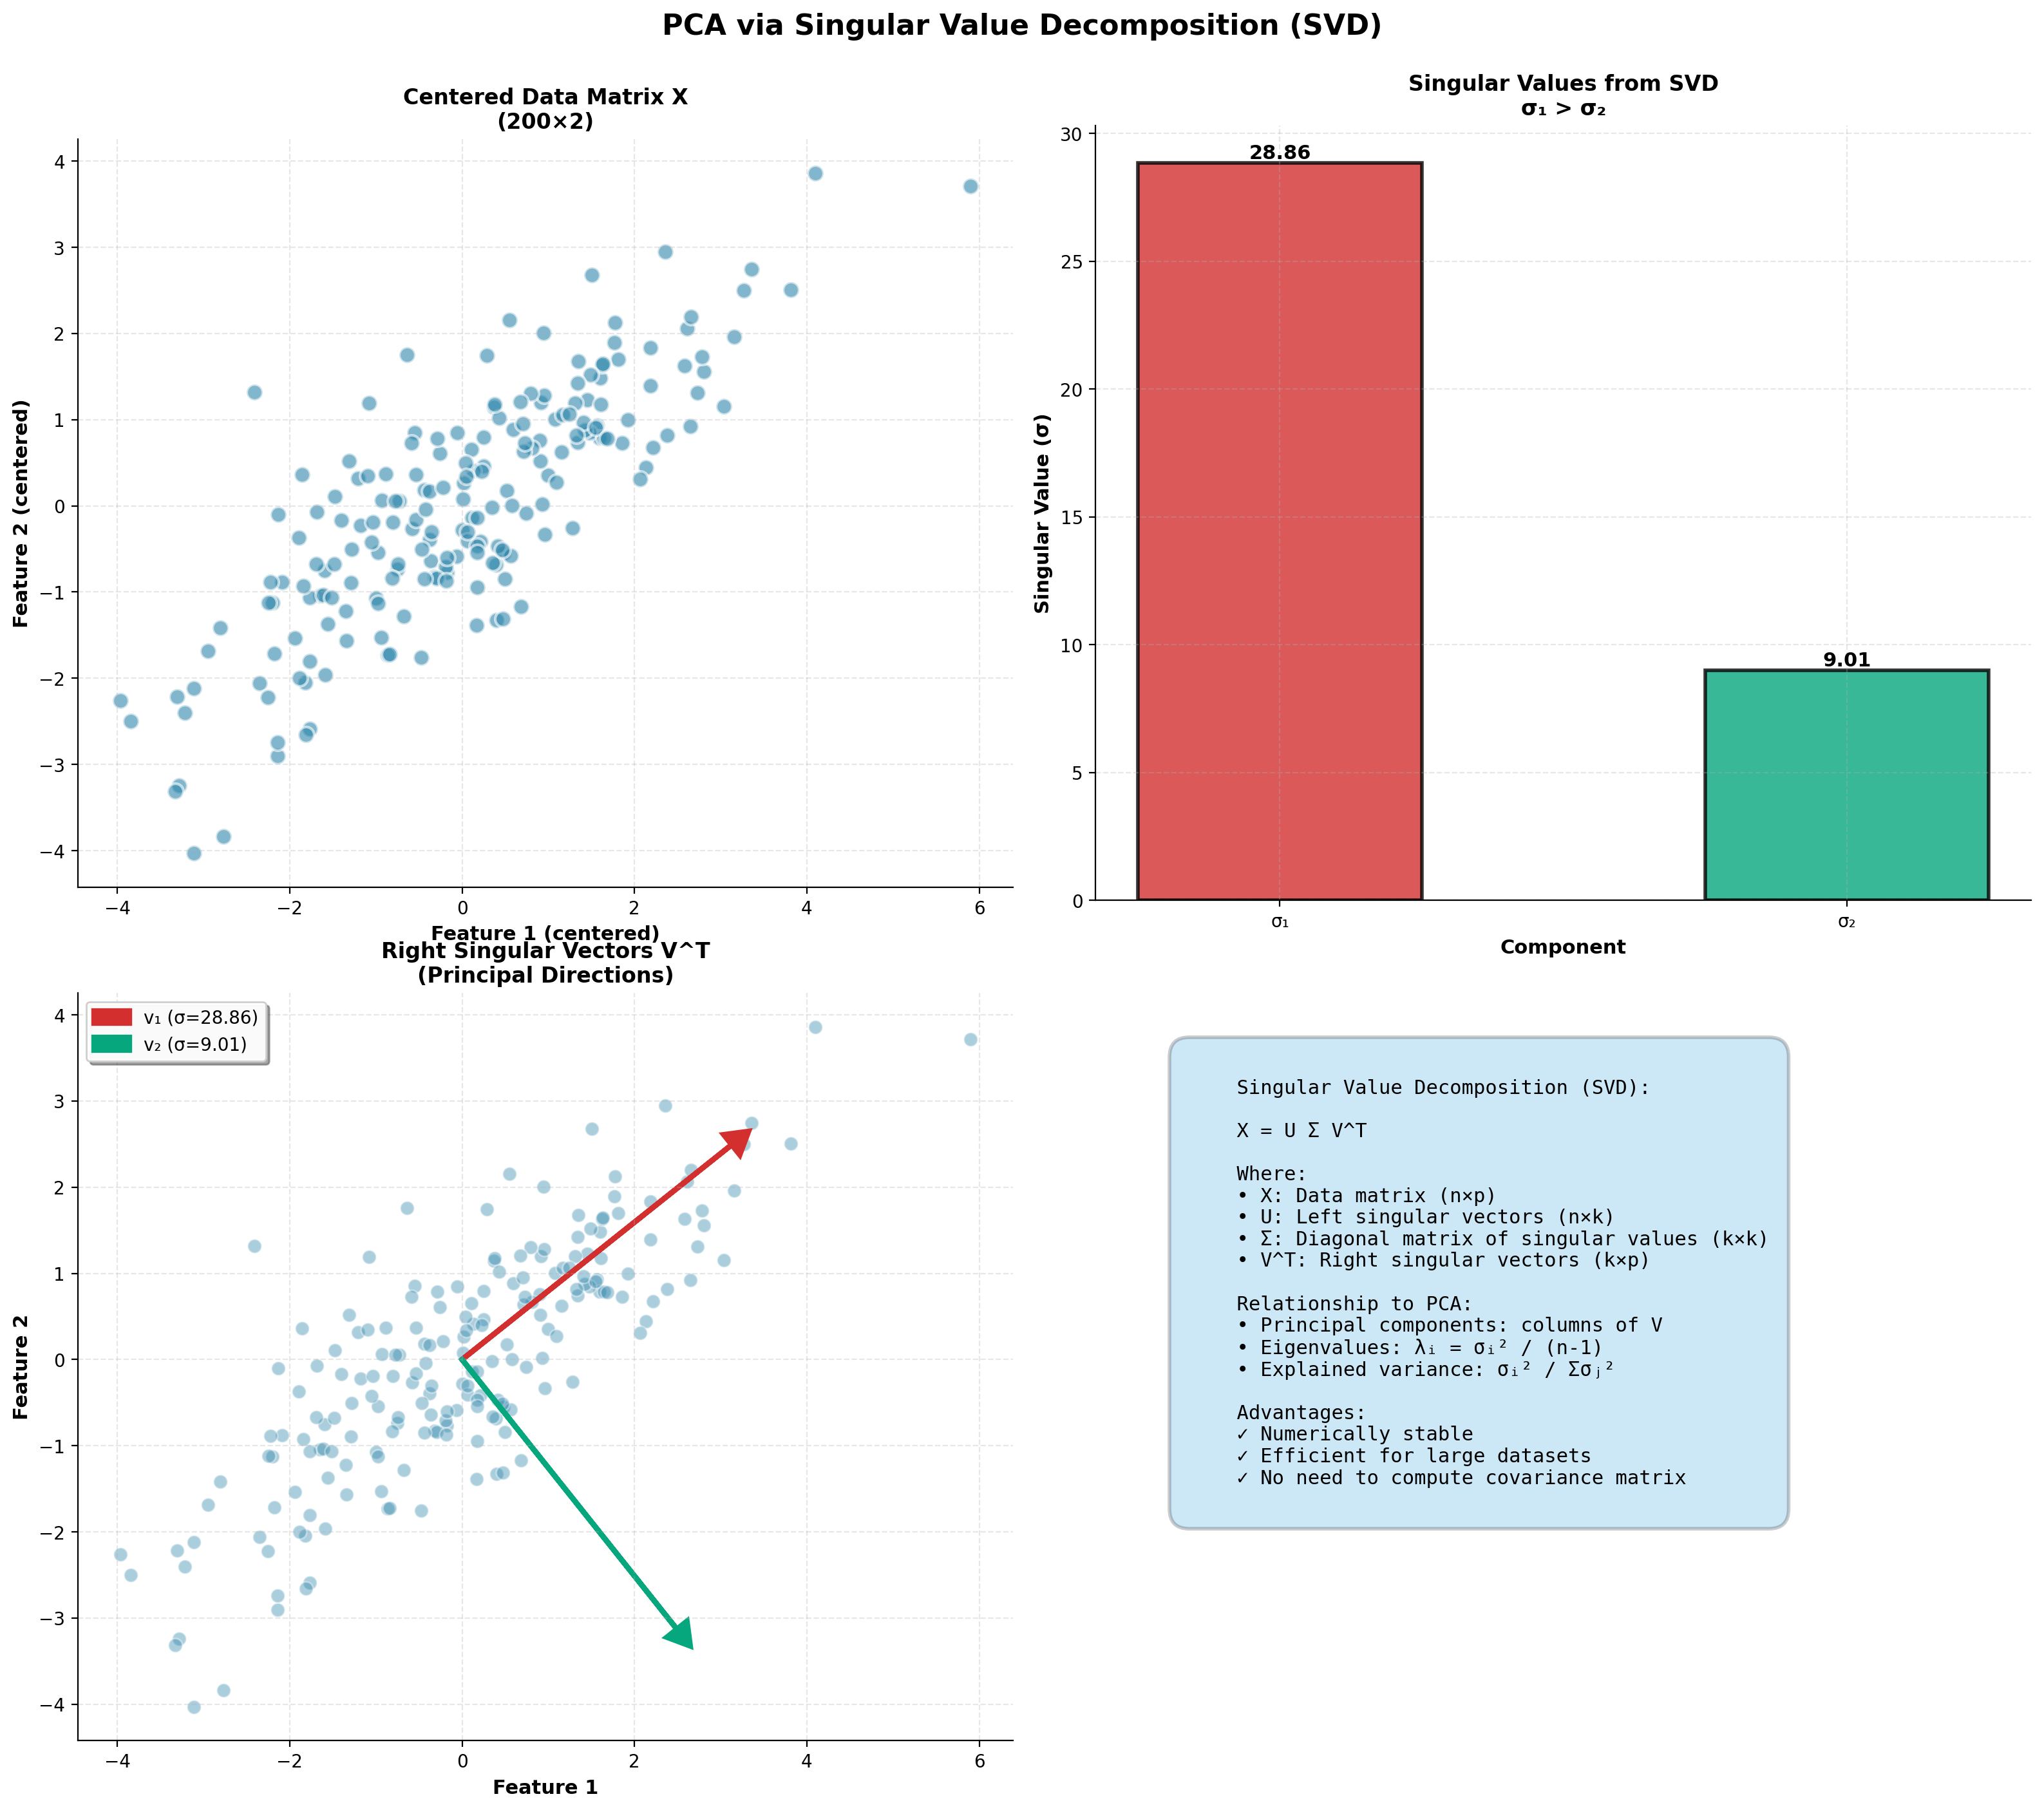 PCA via Singular Value Decomposition (SVD)
Centered Data Matrix X
(200×2)
Feature 2 (centered)
4
3
2
1
0
−1
−2
−3
−4
−4
−2
0
2
4
6
Feature 1 (centered)
Singular Values from SVD
σ₁ > σ₂
Singular Value (σ)
30
25
20
15
10
5
0
28.86
9.01
σ₁
σ₂
Component
Right Singular Vectors V^T
(Principal Directions)
v₁ (σ=28.86)
v₂ (σ=9.01)
Feature 2
4
3
2
1
0
−1
−2
−3
−4
−4
−2
0
2
4
6
Feature 1
Singular Value Decomposition (SVD):
X = U Σ V^T
Where:
• X: Data matrix (n×p)
• U: Left singular vectors (n×k)
• Σ: Diagonal matrix of singular values (k×k)
• V^T: Right singular vectors (k×p)
Relationship to PCA:
• Principal components: columns of V
• Eigenvalues: λᵢ = σᵢ² / (n-1)
• Explained variance: σᵢ² / Σσⱼ²
Advantages:
✓ Numerically stable
✓ Efficient for large datasets
✓ No need to compute covariance matrix